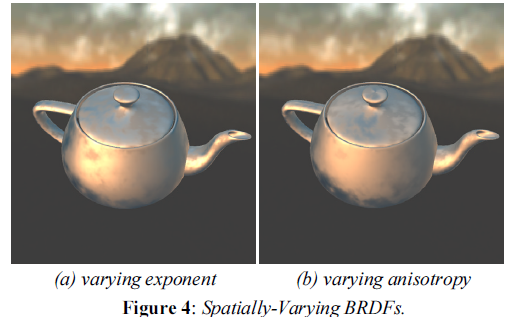 (a) varying exponent (b) varying anisotropy
Figure 4: Spatially-Varying BRDFs.